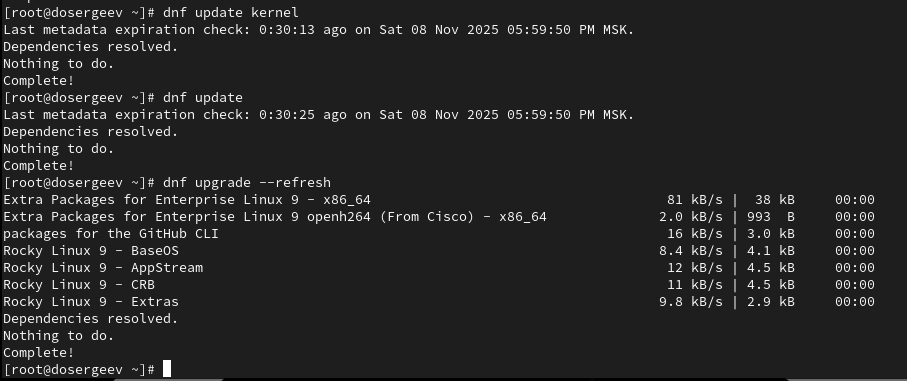 [root@dosergeev ~]# dnf update kernel
Last metadata expiration check: 0:30:13 ago on Sat 08 Nov 2025 05:59:50 PM MSK.
Dependencies resolved.
Nothing to do.
Complete!
[root@dosergeev ~]# dnf update
Last metadata expiration check: 0:30:25 ago on Sat 08 Nov 2025 05:59:50 PM MSK.
Dependencies resolved.
Nothing to do.
Complete!
[root@dosergeev ~]# dnf upgrade --refresh
Extra Packages for Enterprise Linux 9 - x86_64 81 kB/s | 38 kB 00:00
Extra Packages for Enterprise Linux 9 openh264 (From Cisco) - x86_64 2.0 kB/s | 993 B 00:00
packages for the GitHub CLI 16 kB/s | 3.0 kB 00:00
Rocky Linux 9 - BaseOS 8.4 kB/s | 4.1 kB 00:00
Rocky Linux 9 - AppStream 12 kB/s | 4.5 kB 00:00
Rocky Linux 9 - CRB 11 kB/s | 4.5 kB 00:00
Rocky Linux 9 - Extras 9.8 kB/s | 2.9 kB 00:00
Dependencies resolved.
Nothing to do.
Complete!
[root@dosergeev ~]#